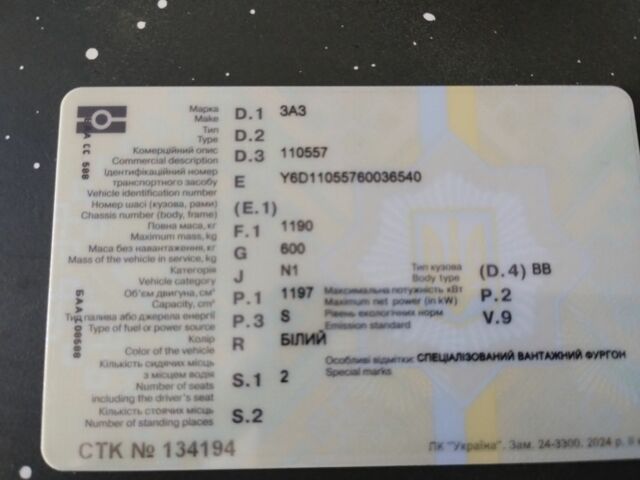 Марка D.1 ЗАЗ
Make
Тип D.2
Type
Комерційний опис D.3 110557
Commercial description
Ідентифікаційний номер
транспортного засобу E Y6D11055760036540
Vehicle identification number
Номер шасі (кузова, рами) (E.1)
Chassis number (body, frame)
Повна маса, кг F.1 1190
Maximum mass, kg
Маса без навантаження, кг G 600
Mass of the vehicle in service, kg
Категорія J N1 Тип кузова (D.4) BB
Vehicle category Body type
Об'єм двигуна, см³ P.1 1197 Максимальна потужність кВт P.2
Capacity, cm³ Maximum net power (in kW)
Тип палива або джерела енергії P.3 S Рівень екологічних норм V.9
Type of fuel or power source Emission standard
Колір R БІЛИЙ
Color of the vehicle
Особливі відмітки: СПЕЦІАЛІЗОВАНИЙ ВАНТАЖНИЙ ФУРГОН
Special marks
Кількість сидячих місць
з місцем водія S.1 2
Number of seats
including the driver's seat
Кількість стоячих місць S.2
Number of standing places
СТК № 134194
ПК "Україна". Зам. 24-3300. 2024 р. ІІ